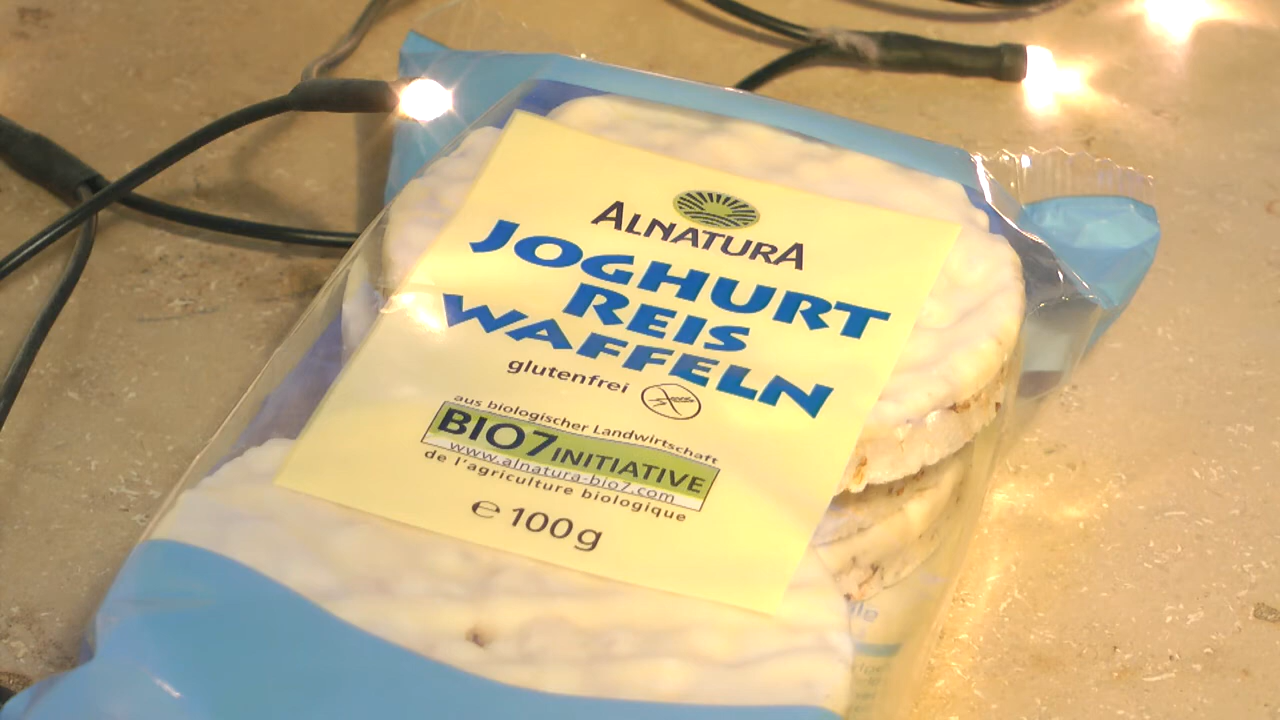 ALNATURA
JOGHURT
REIS
WAFFELN
glutenfrei
aus biologischer Landwirtschaft
BIO7INITIATIVE
www.alnatura-bio7.com
de l'agriculture biologique
℮ 100g